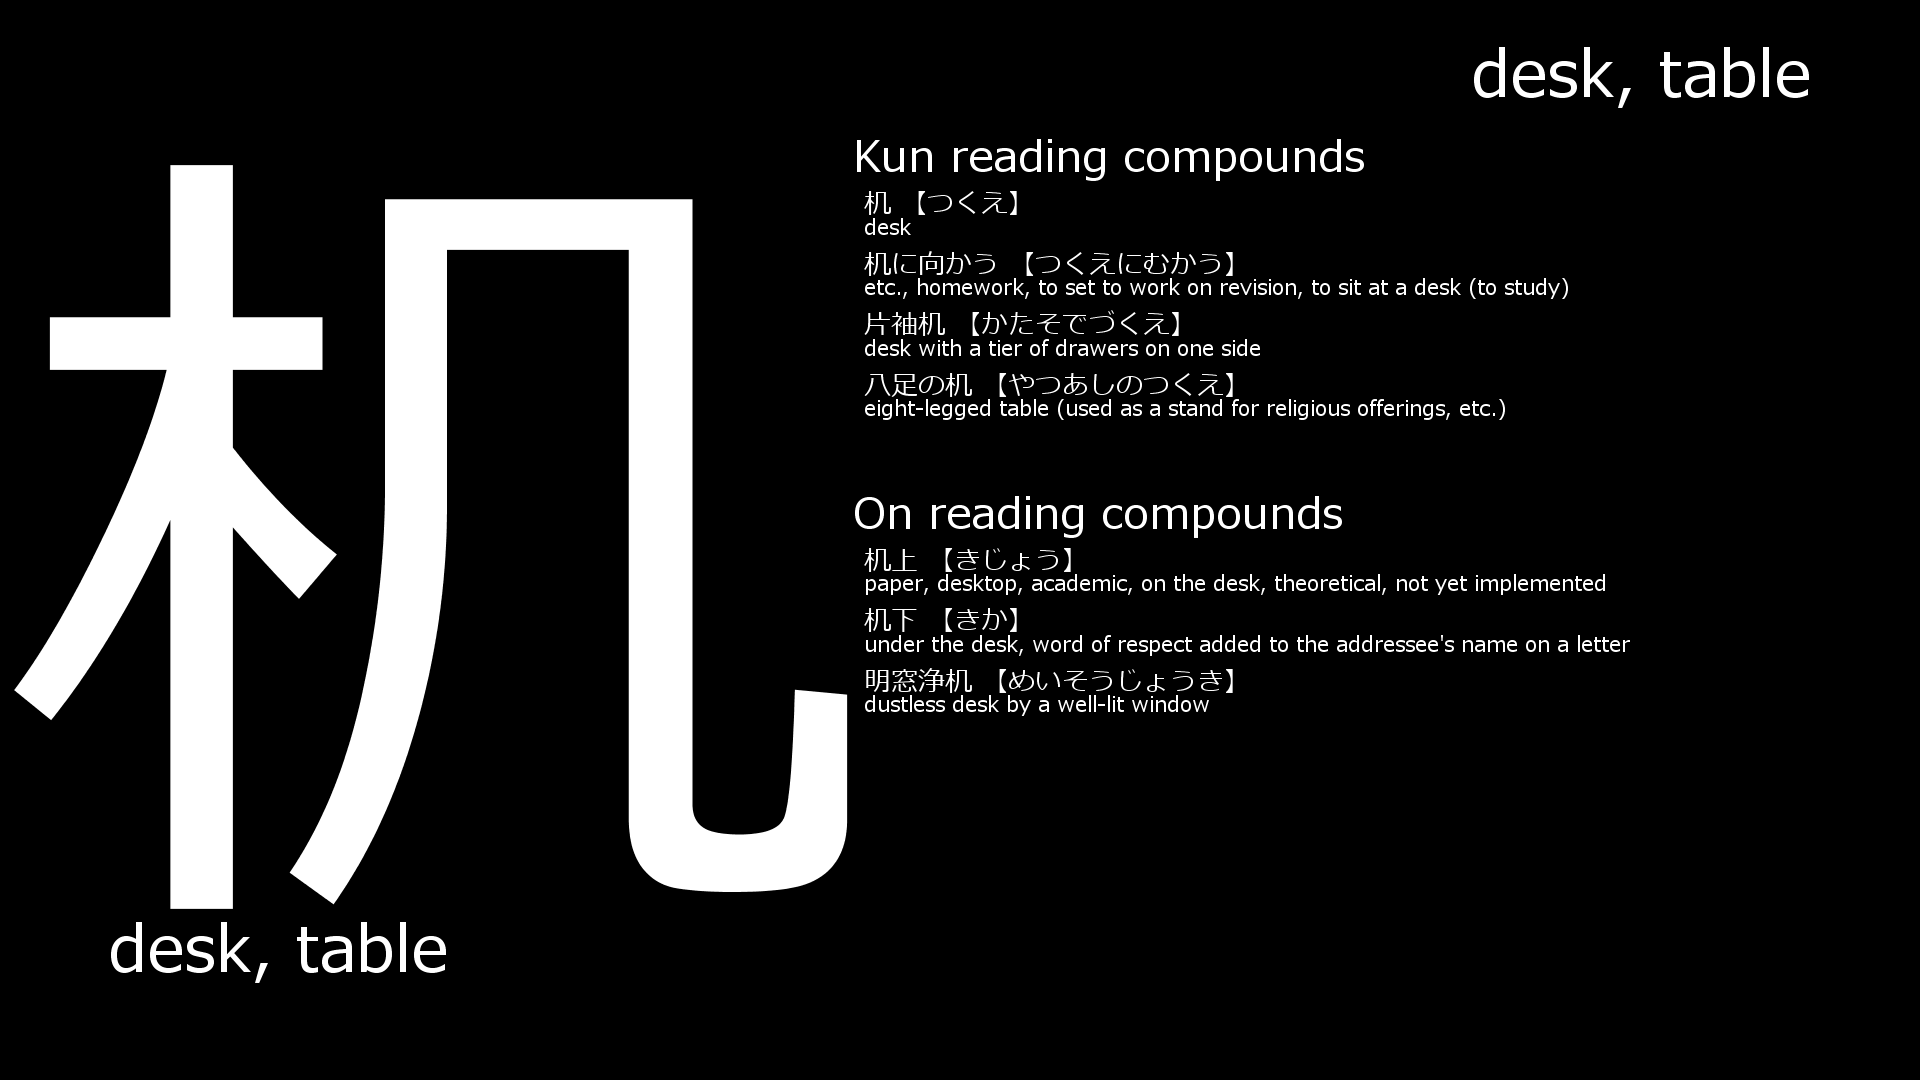 desk, table
机
desk, table
Kun reading compounds
机 【つくえ】
desk
机に向かう 【つくえにむかう】
etc., homework, to set to work on revision, to sit at a desk (to study)
片袖机 【かたそでづくえ】
desk with a tier of drawers on one side
八足の机 【やつあしのつくえ】
eight-legged table (used as a stand for religious offerings, etc.)
On reading compounds
机上 【きじょう】
paper, desktop, academic, on the desk, theoretical, not yet implemented
机下 【きか】
under the desk, word of respect added to the addressee's name on a letter
明窓浄机 【めいそうじょうき】
dustless desk by a well-lit window